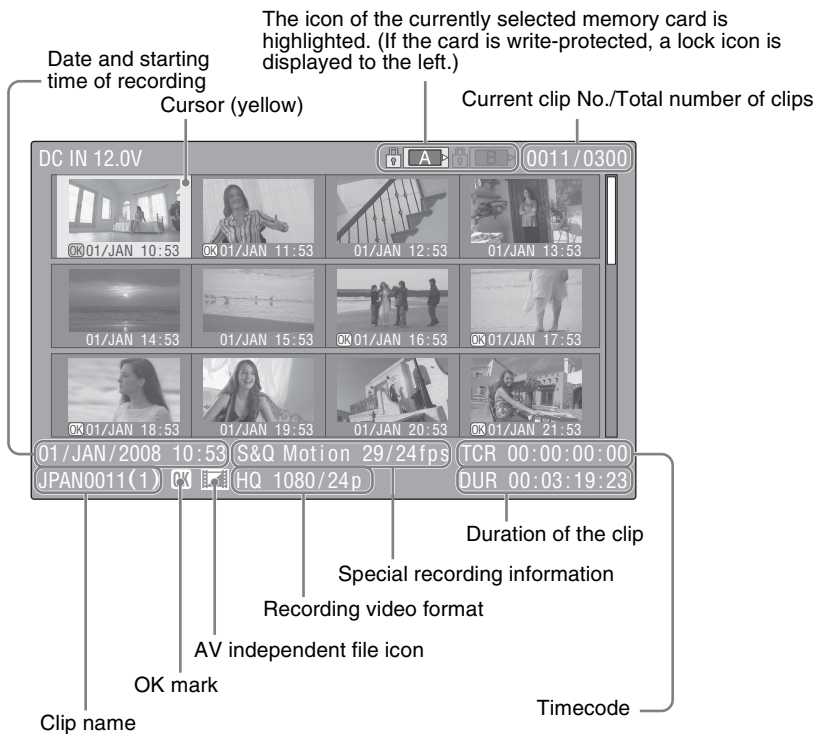 The icon of the currently selected memory card is
highlighted. (If the card is write-protected, a lock icon is
displayed to the left.)
Date and starting
time of recording
Cursor (yellow)
Current clip No./Total number of clips
DC IN 12.0V
A
B
0011/0300
OK 01/JAN 10:53
OK 01/JAN 11:53
01/JAN 12:53
01/JAN 13:53
01/JAN 14:53
01/JAN 15:53
OK 01/JAN 16:53
OK 01/JAN 17:53
OK 01/JAN 18:53
01/JAN 19:53
01/JAN 20:53
OK 01/JAN 21:53
01/JAN/2008 10:53
S&Q Motion 29/24fps
TCR 00:00:00:00
JPAN0011(1)
OK
HQ 1080/24p
DUR 00:03:19:23
Duration of the clip
Special recording information
Recording video format
AV independent file icon
OK mark
Timecode
Clip name